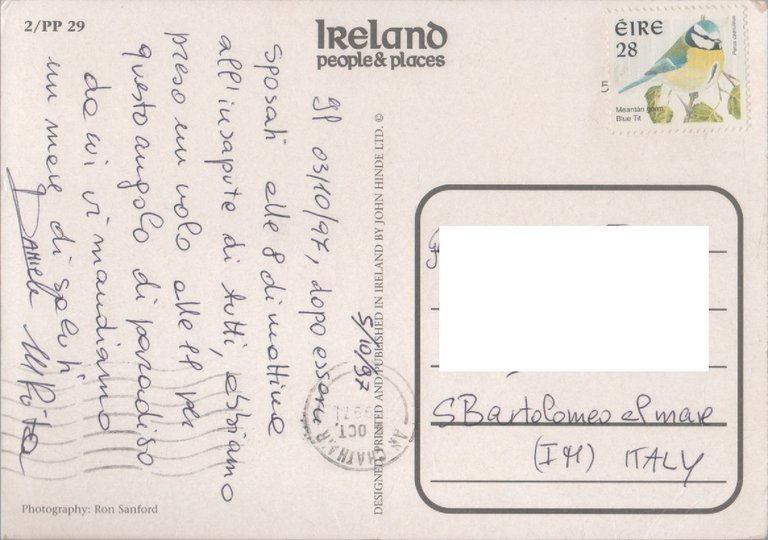 2/PP 29
IRELAND
people & places
ÉIRE
28
Parus caeruleus
Meantán gorm
Blue Tit
5
5/10/97
Il 03/10/97, dopo esserci
sposati alle 8 di mattina
all'insaputa di tutti, abbiamo
preso un volo alle 11 per
questo angolo di paradiso
da cui vi mandiamo
un mare di saluti
Daniela
DESIGNED, PRINTED AND PUBLISHED IN IRELAND BY JOHN HINDE LTD. ©
OCT.
1997
S Bartolomeo al mare
(IM) ITALY
Photography: Ron Sanford